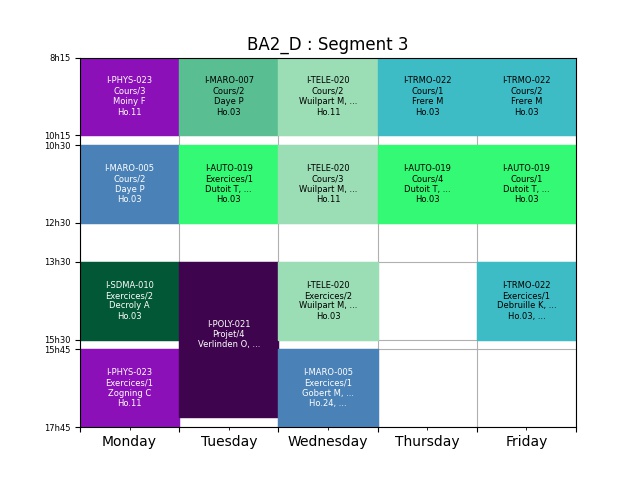 BA2_D : Segment 3
8h15
I-PHYS-023
Cours/3
Moiny F
Ho.11
I-MARO-007
Cours/2
Daye P
Ho.03
I-TELE-020
Cours/2
Wuilpart M, ...
Ho.11
I-TRMO-022
Cours/1
Frere M
Ho.03
I-TRMO-022
Cours/2
Frere M
Ho.03
10h15
10h30
I-MARO-005
Cours/2
Daye P
Ho.03
I-AUTO-019
Exercices/1
Dutoit T, ...
Ho.03
I-TELE-020
Cours/3
Wuilpart M, ...
Ho.11
I-AUTO-019
Cours/4
Dutoit T, ...
Ho.03
I-AUTO-019
Cours/1
Dutoit T, ...
Ho.03
12h30
13h30
I-SDMA-010
Exercices/2
Decroly A
Ho.03
I-POLY-021
Projet/4
Verlinden O, ...
I-TELE-020
Exercices/2
Wuilpart M, ...
Ho.03
I-TRMO-022
Exercices/1
Debruille K, ...
Ho.03, ...
15h30
15h45
I-PHYS-023
Exercices/1
Zogning C
Ho.11
I-MARO-005
Exercices/1
Gobert M, ...
Ho.24, ...
17h45
Monday
Tuesday
Wednesday
Thursday
Friday